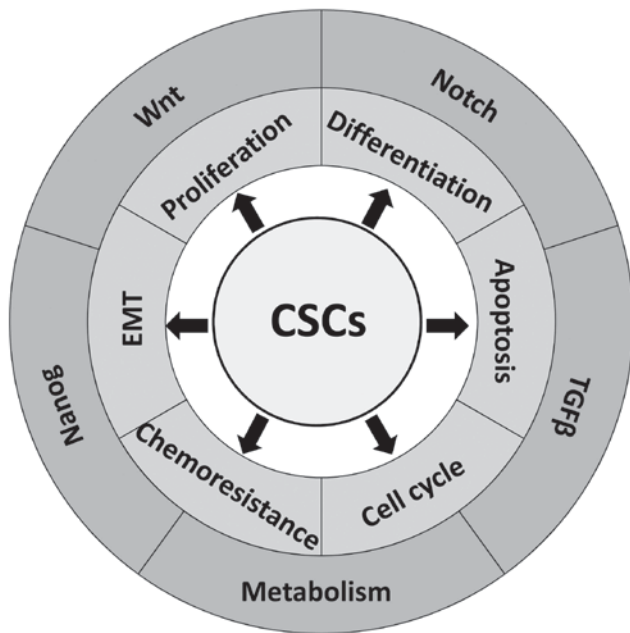 Wnt
Notch
Proliferation
Differentiation
EMT
CSCs
Apoptosis
Nanog
TGFβ
Chemoresistance
Cell cycle
Metabolism